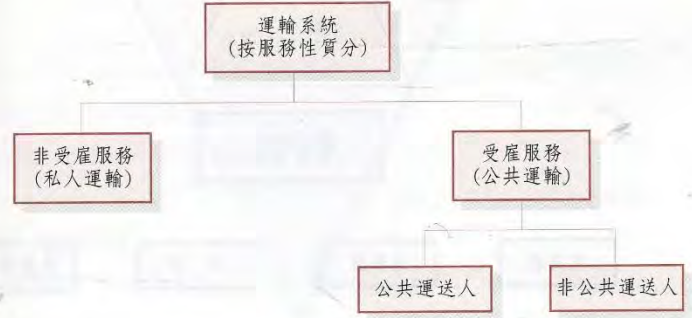 運輸系統
(按服務性質分)
非受雇服務
(私人運輸)
受雇服務
(公共運輸)
公共運送人
非公共運送人